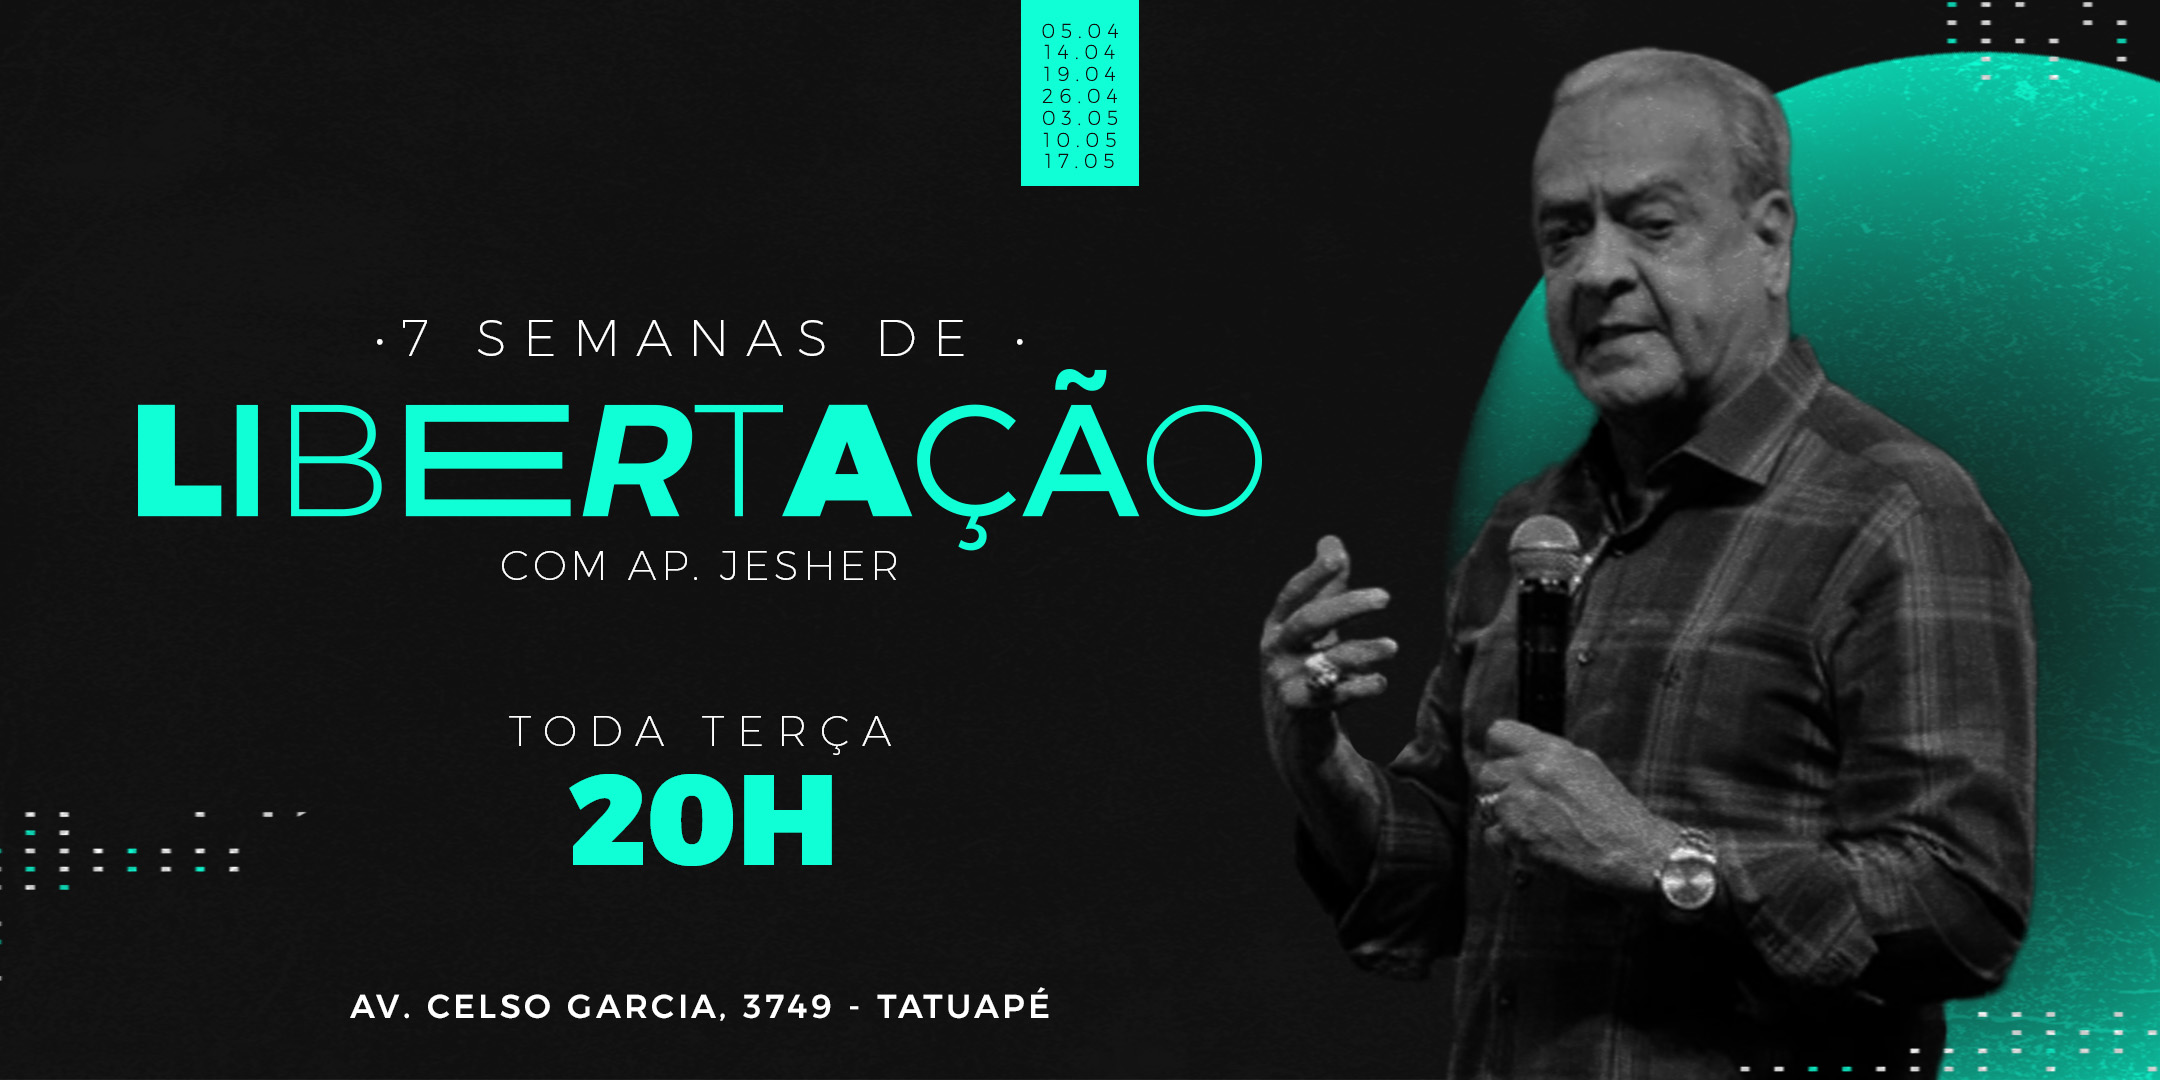 05.04
14.04
19.04
26.04
03.05
10.05
17.05
·7 SEMANAS DE ·
LIBERTAÇÃO
COM AP. JESHER
TODA TERÇA
20H
AV. CELSO GARCIA, 3749 - TATUAPÉ